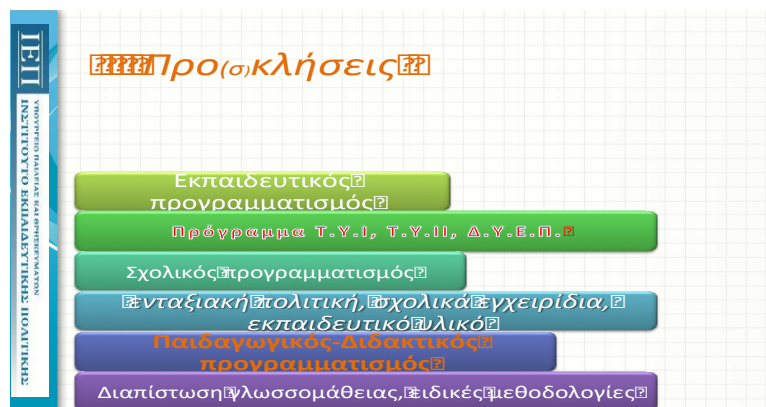 ΙΕΠ
ΥΠΟΥΡΓΕΙΟ ΠΑΙΔΕΙΑΣ ΚΑΙ ΘΡΗΣΚΕΥΜΑΤΩΝ
ΙΝΣΤΙΤΟΥΤΟ ΕΚΠΑΙΔΕΥΤΙΚΗΣ ΠΟΛΙΤΙΚΗΣ
Προ(σ)κλήσεις
Εκπαιδευτικός
προγραμματισμός
Πρόγραμμα Τ.Υ.Ι, Τ.Υ.ΙΙ, Δ.Υ.Ε.Π.
Σχολικός προγραμματισμός
ενταξιακή πολιτική, σχολικά εγχειρίδια,
εκπαιδευτικό υλικό
Παιδαγωγικός-Διδακτικός
προγραμματισμός
Διαπίστωση γλωσσομάθειας, ειδικές μεθοδολογίες